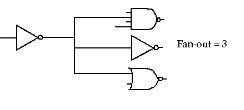 Fan-out = 3